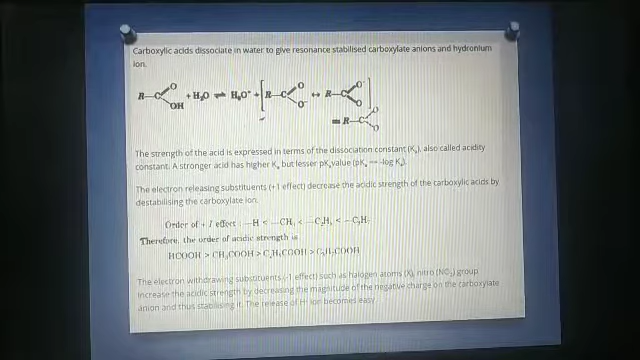 Carboxylic acids dissociate in water to give resonance stabilised carboxylate anions and hydronium
ion.
R—C O OH + H₂O ⇌ H₃O⁺ + [ R—C O O⁻ ↔ R—C O⁻ O ]
≡ R—C O O
The strength of the acid is expressed in terms of the dissociation constant (Kₐ), also called acidity
constant. A stronger acid has higher Kₐ but lesser pKₐ value (pKₐ = -log Kₐ).
The electron releasing substituents (+1 effect) decrease the acidic strength of the carboxylic acids by
destabilising the carboxylate ion.
Order of + I effect : —H < —CH₃ < —C₂H₅ < —C₃H₇
Therefore, the order of acidic strength is
HCOOH > CH₃COOH > C₂H₅COOH > C₃H₇COOH
The electron withdrawing substituents (-1 effect) such as halogen atoms (X), nitro (NO₂) group
increase the acidic strength by decreasing the magnitude of the negative charge on the carboxylate
anion and thus stabilising it. The release of H⁺ ion becomes easy.